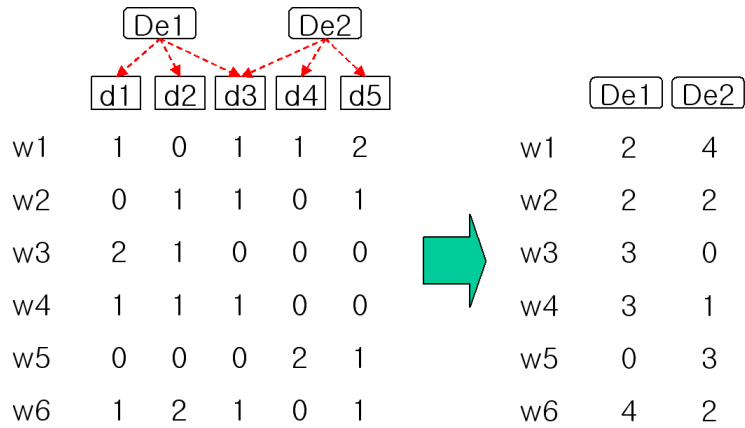 De1 De2
d1 d2 d3 d4 d5 De1 De2
w1 1 0 1 1 2 w1 2 4
w2 0 1 1 0 1 w2 2 2
w3 2 1 0 0 0 w3 3 0
w4 1 1 1 0 0 w4 3 1
w5 0 0 0 2 1 w5 0 3
w6 1 2 1 0 1 w6 4 2